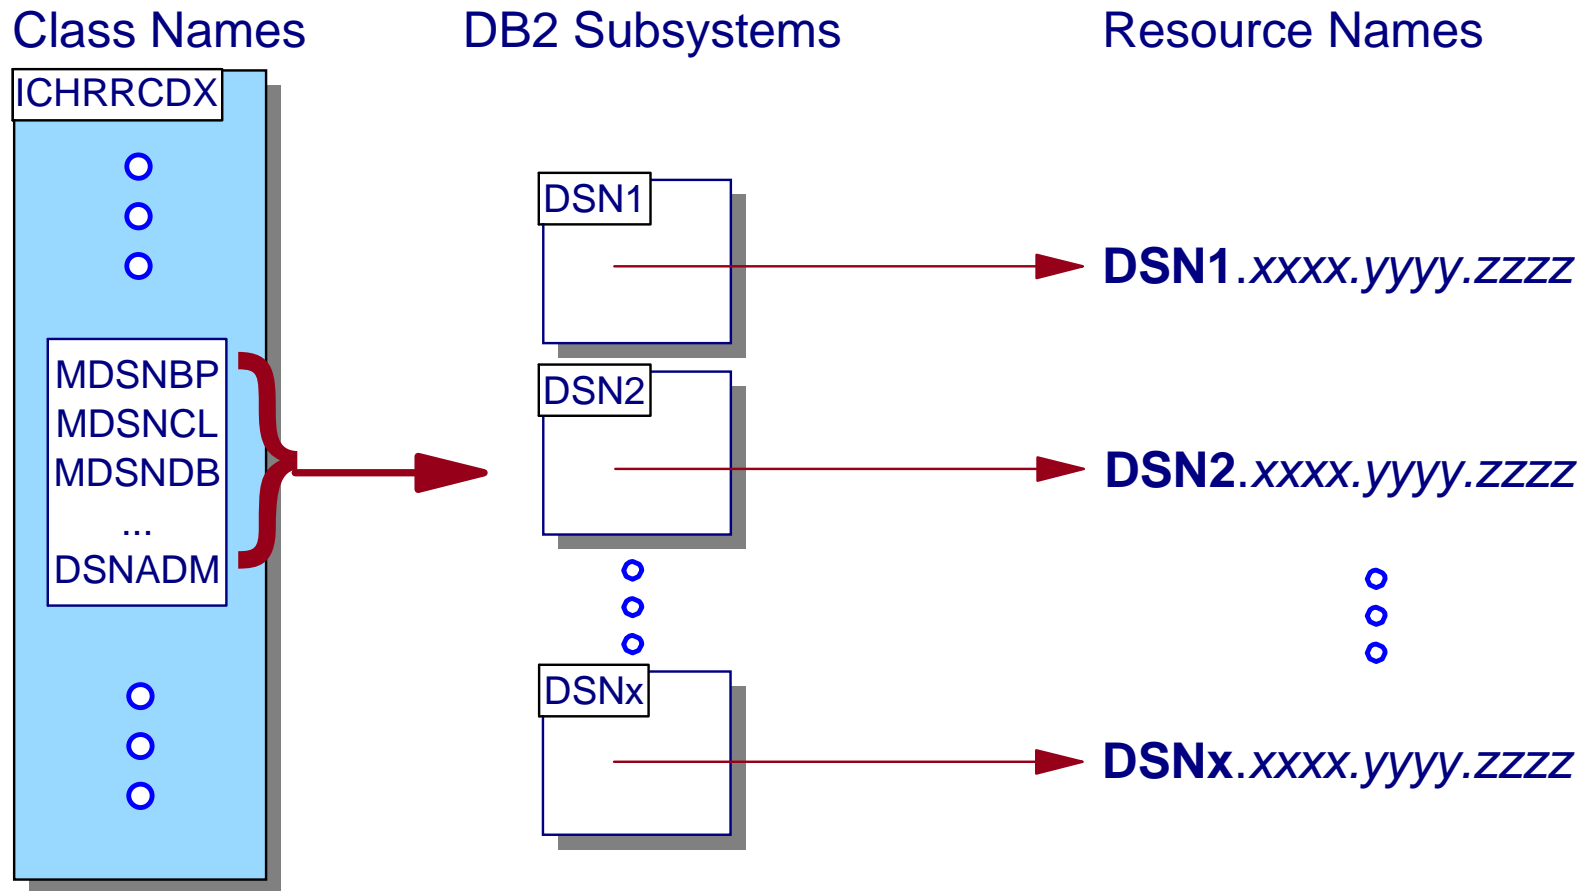 Class Names
DB2 Subsystems
Resource Names
ICHRRCDX
MDSNBP
MDSNCL
MDSNDB
...
DSNADM
DSN1
DSN1.xxxx.yyyy.zzzz
DSN2
DSN2.xxxx.yyyy.zzzz
DSNx
DSNx.xxxx.yyyy.zzzz